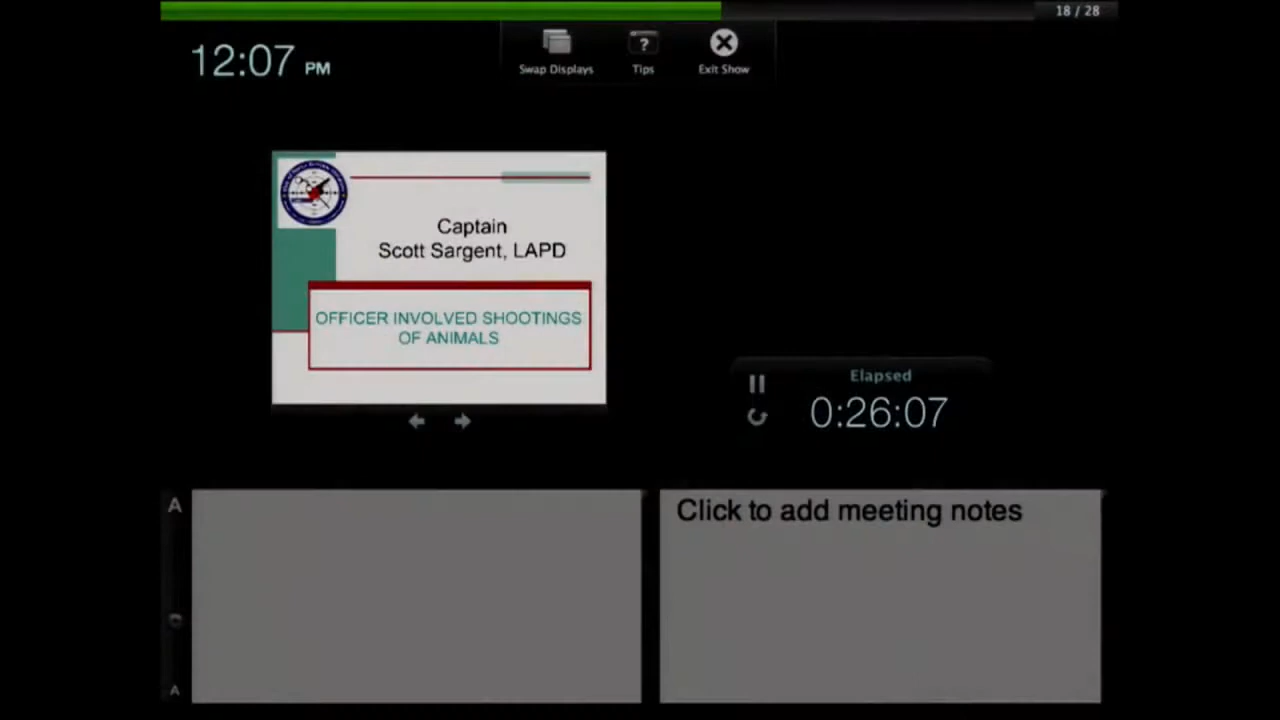 18 / 28
12:07 PM
Swap Displays
Tips
Exit Show
Captain
Scott Sargent, LAPD
OFFICER INVOLVED SHOOTINGS
OF ANIMALS
Elapsed
0:26:07
A
Click to add meeting notes
A